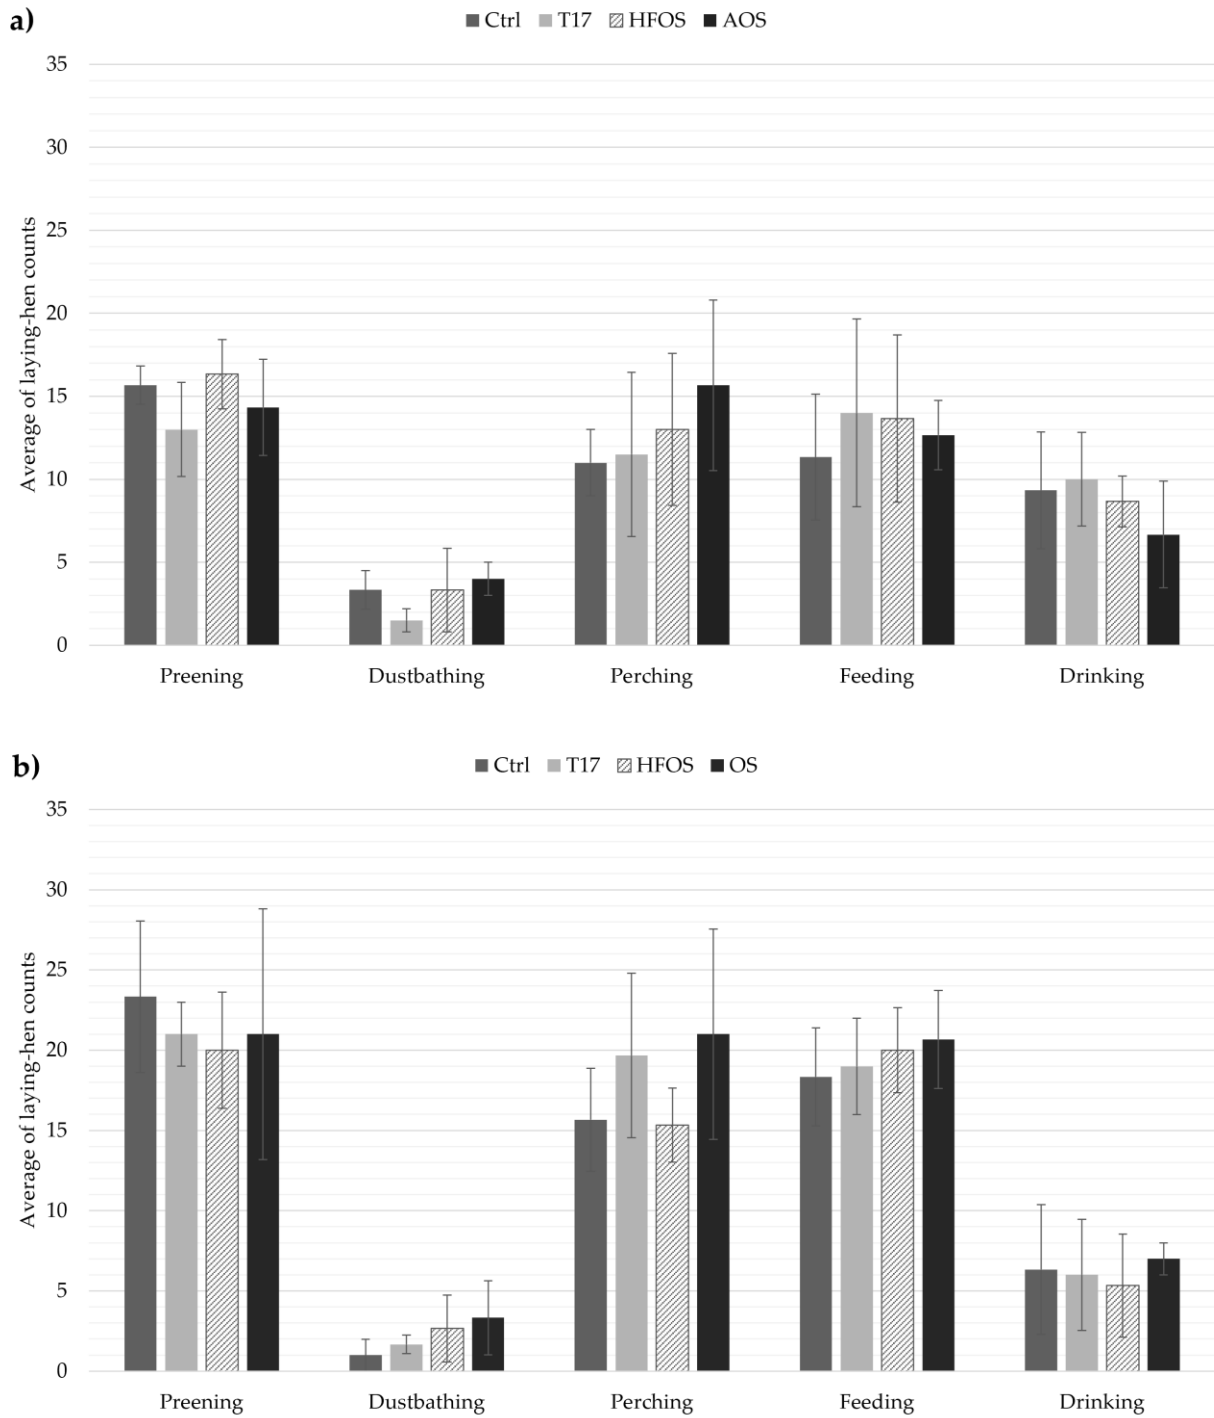 a)
Ctrl T17 HFOS AOS
35
30
25
20
15
10
5
0
Average of laying-hen counts
Preening Dustbathing Perching Feeding Drinking
b)
Ctrl T17 HFOS OS
35
30
25
20
15
10
5
0
Average of laying-hen counts
Preening Dustbathing Perching Feeding Drinking